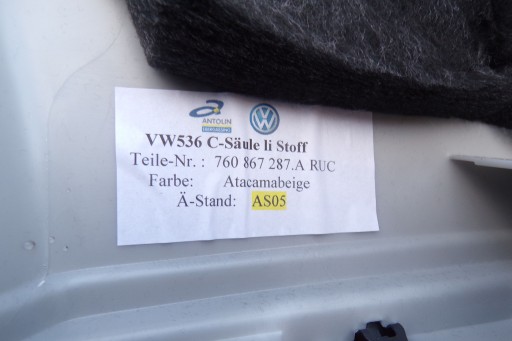 ANTOLIN
VW536 C-Säule li Stoff
Teile-Nr. : 760 867 287.A RUC
Farbe: Atacamabeige
Ä-Stand: AS05